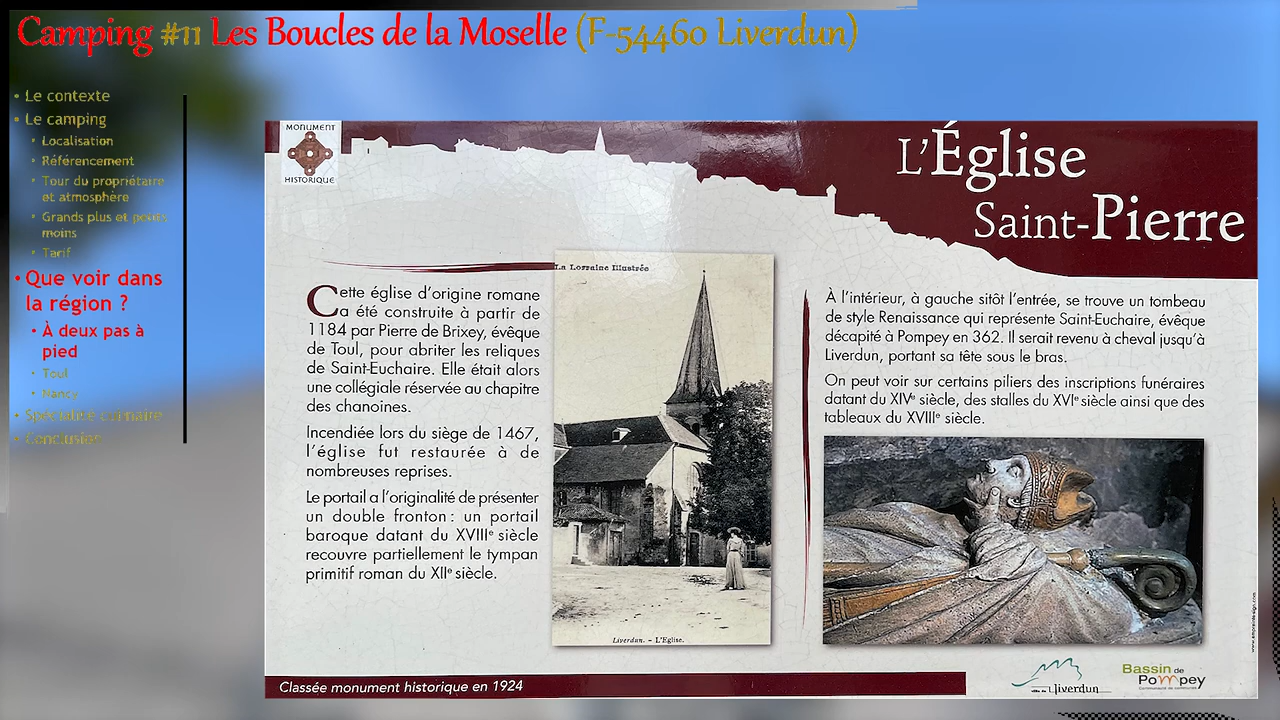 Camping #11 Les Boucles de la Moselle (F-54460 Liverdun)
• Le contexte
• Le camping
• Localisation
• Référencement
• Tour du propriétaire
et atmosphère
• Grands plus et petits
moins
• Tarif
• Que voir dans
la région ?
• À deux pas à
pied
• Toul
• Nancy
• Spécialité culinaire
• Conclusion
MONUMENT
HISTORIQUE
L'Église
Saint-Pierre
Cette église d'origine romane
a été construite à partir de
1184 par Pierre de Brixey, évêque
de Toul, pour abriter les reliques
de Saint-Euchaire. Elle était alors
une collégiale réservée au chapitre
des chanoines.
Incendiée lors du siège de 1467,
l'église fut restaurée à de
nombreuses reprises.
Le portail a l'originalité de présenter
un double fronton : un portail
baroque datant du XVIIIe siècle
recouvre partiellement le tympan
primitif roman du XIIe siècle.
La Lorraine Illustrée
Liverdun. - L'Eglise.
À l'intérieur, à gauche sitôt l'entrée, se trouve un tombeau
de style Renaissance qui représente Saint-Euchaire, évêque
décapité à Pompey en 362. Il serait revenu à cheval jusqu'à
Liverdun, portant sa tête sous le bras.
On peut voir sur certains piliers des inscriptions funéraires
datant du XIVe siècle, des stalles du XVIe siècle ainsi que des
tableaux du XVIIIe siècle.
Classée monument historique en 1924
ville de Liverdun
Bassin de
Pompey
Communauté de communes